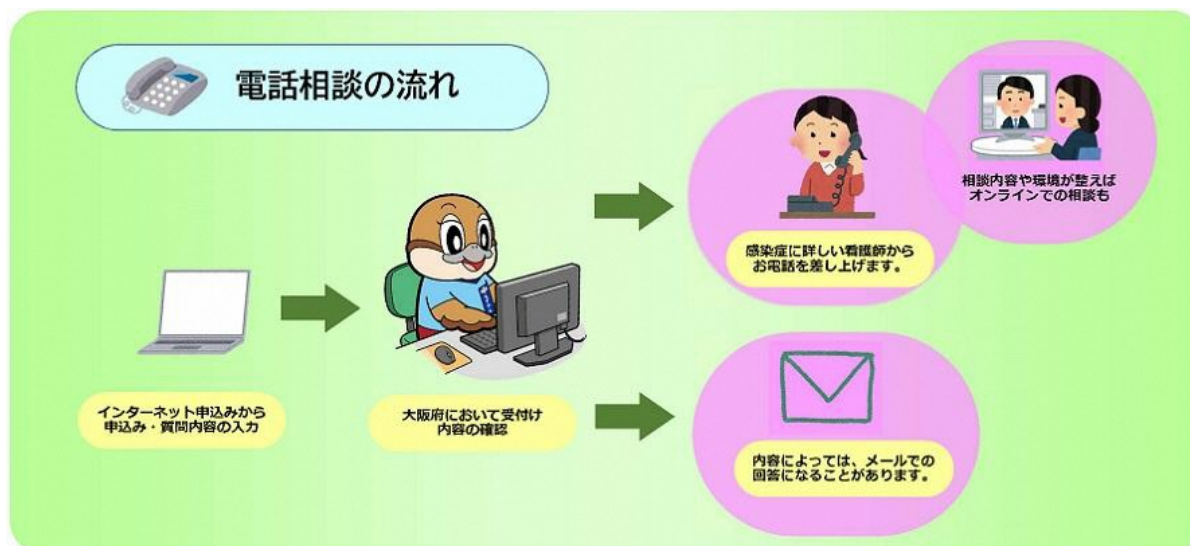 電話相談の流れ
相談内容や環境が整えば
オンラインでの相談も
感染症に詳しい看護師から
お電話を差し上げます。
インターネット申込みから
申込み・質問内容の入力
大阪府において受付け
内容の確認
内容によっては、メールでの
回答になることがあります。